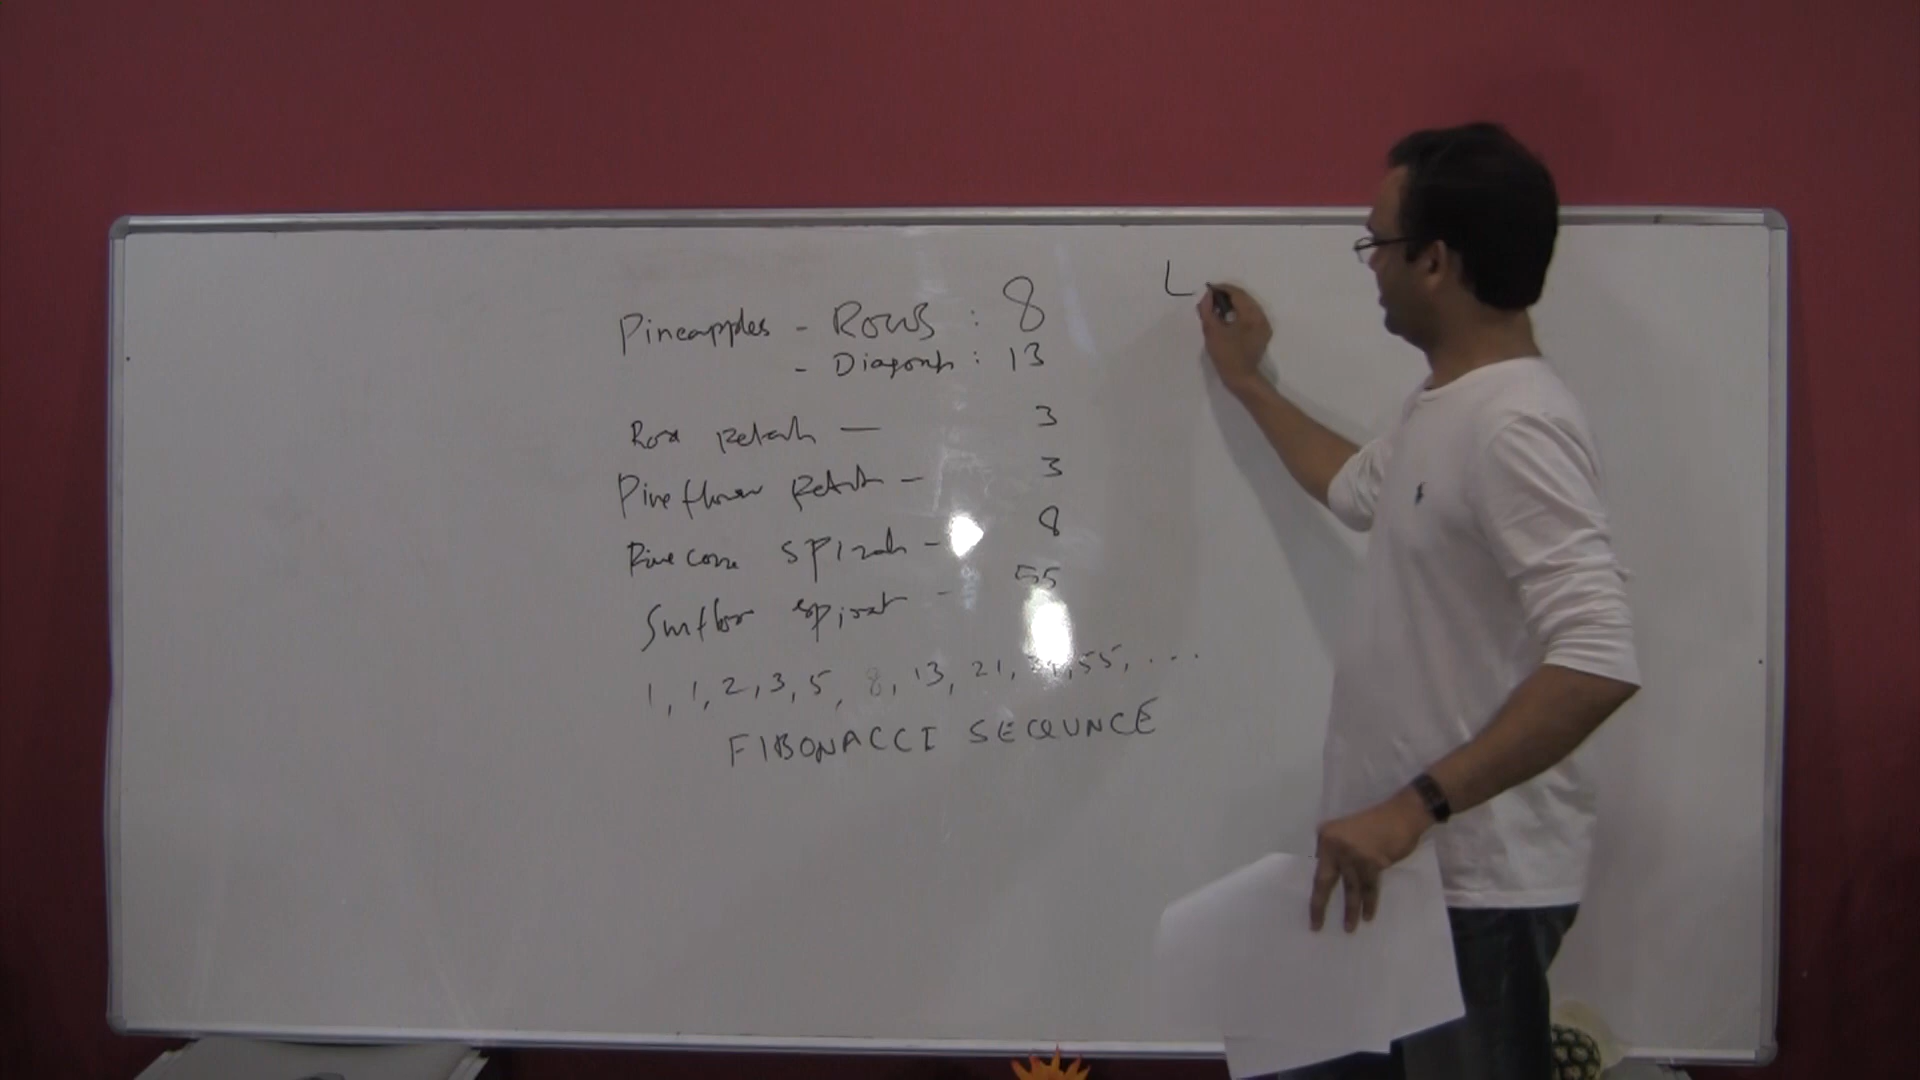 Pineapples - Rows : 8
- Diagonals : 13
Rose Petals — 3
Pine flower Petals - 3
Pine cone spirals - 8
Sunflower spirals - 55
1, 1, 2, 3, 5, 8, 13, 21, 34, 55, ...
FIBONACCI SEQUNCE
L